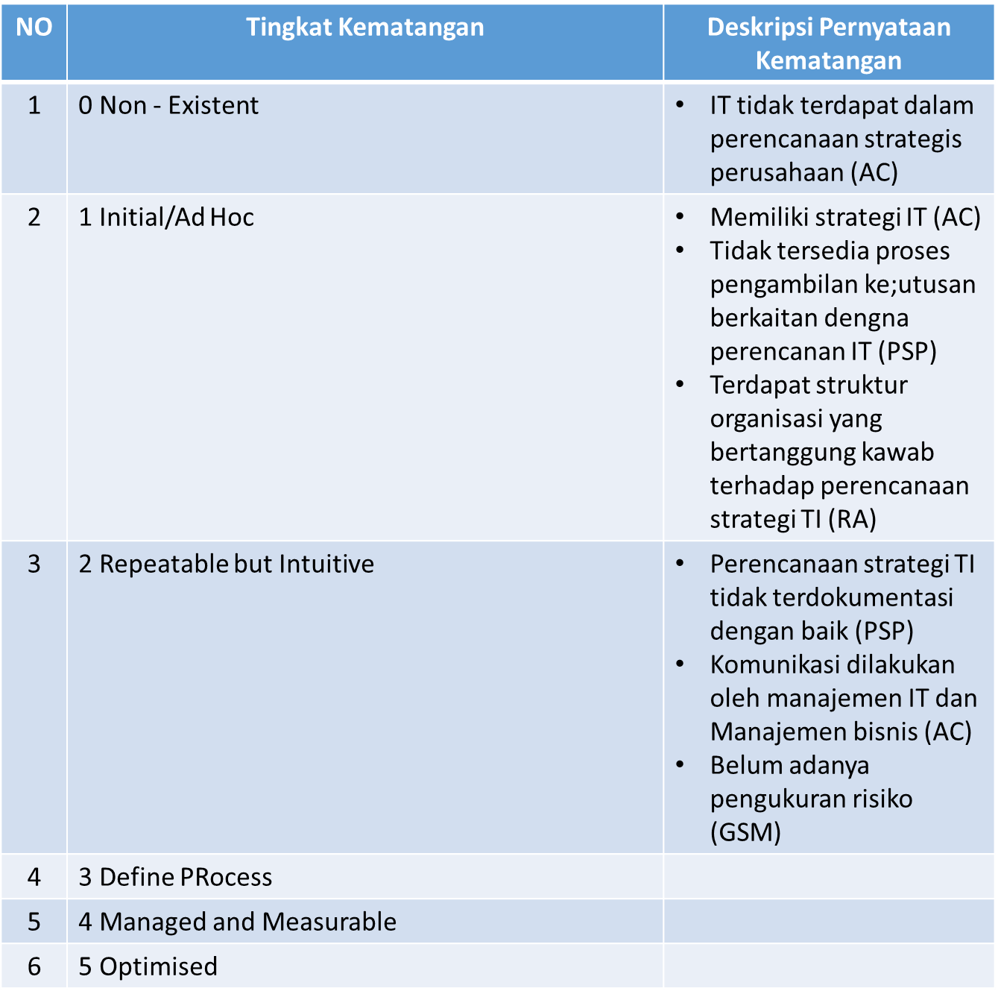 NO Tingkat Kematangan Deskripsi Pernyataan
Kematangan
1 0 Non - Existent • IT tidak terdapat dalam
perencanaan strategis
perusahaan (AC)
2 1 Initial/Ad Hoc • Memiliki strategi IT (AC)
• Tidak tersedia proses
pengambilan ke;utusan
berkaitan dengna
perencanan IT (PSP)
• Terdapat struktur
organisasi yang
bertanggung kawab
terhadap perencanaan
strategi TI (RA)
3 2 Repeatable but Intuitive • Perencanaan strategi TI
tidak terdokumentasi
dengan baik (PSP)
• Komunikasi dilakukan
oleh manajemen IT dan
Manajemen bisnis (AC)
• Belum adanya
pengukuran risiko
(GSM)
4 3 Define PRocess
5 4 Managed and Measurable
6 5 Optimised